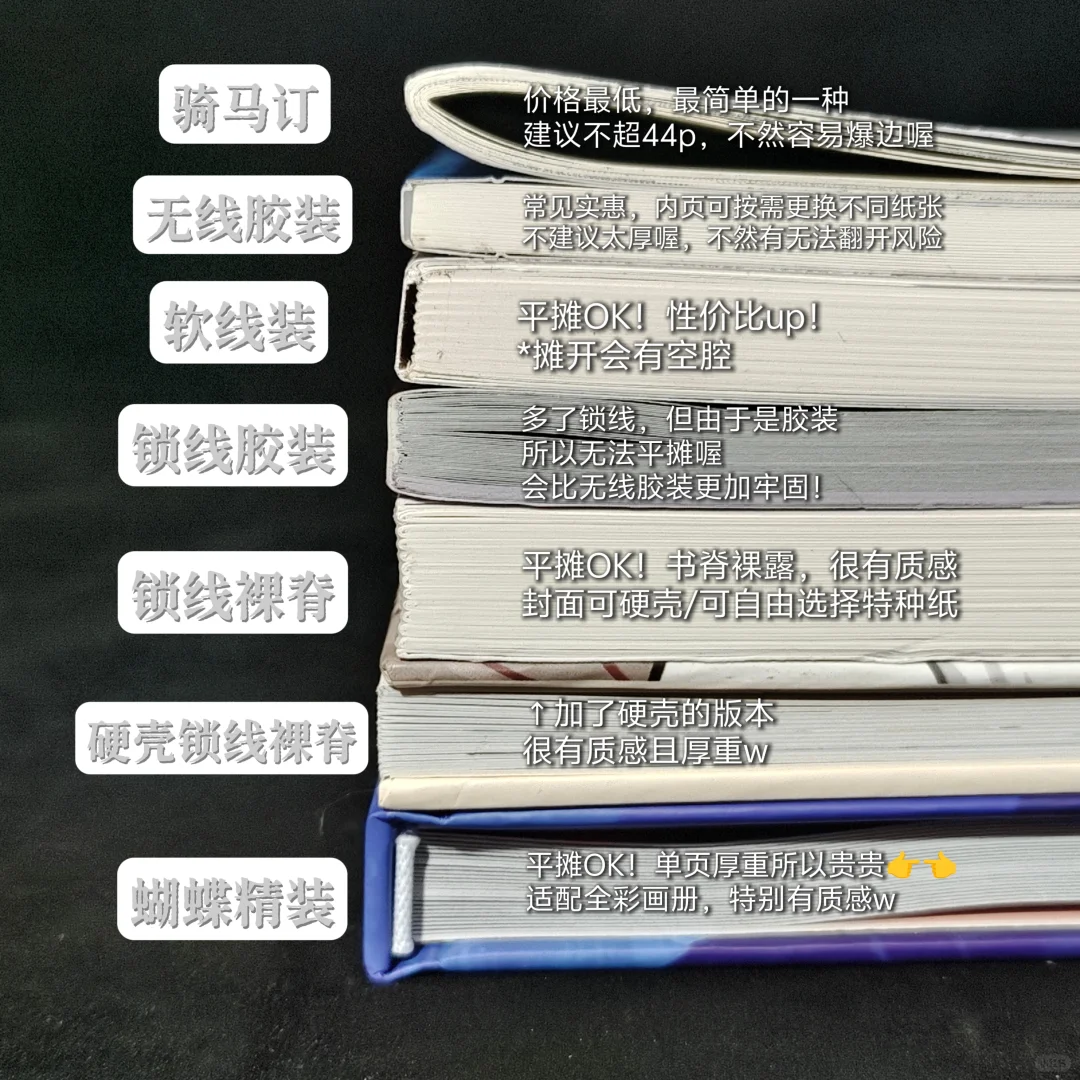 骑马订
价格最低，最简单的一种
建议不超44p，不然容易爆边喔
无线胶装
常见实惠，内页可按需更换不同纸张
不建议太厚喔，不然有无法翻开风险
软线装
平摊OK！性价比up！
*摊开会有空腔
锁线胶装
多了锁线，但由于是胶装
所以无法平摊喔
会比无线胶装更加牢固！
锁线裸脊
平摊OK！书脊裸露，很有质感
封面可硬壳/可自由选择特种纸
硬壳锁线裸脊
↑加了硬壳的版本
很有质感且厚重w
蝴蝶精装
平摊OK！单页厚重所以贵贵👉👈
适配全彩画册，特别有质感w